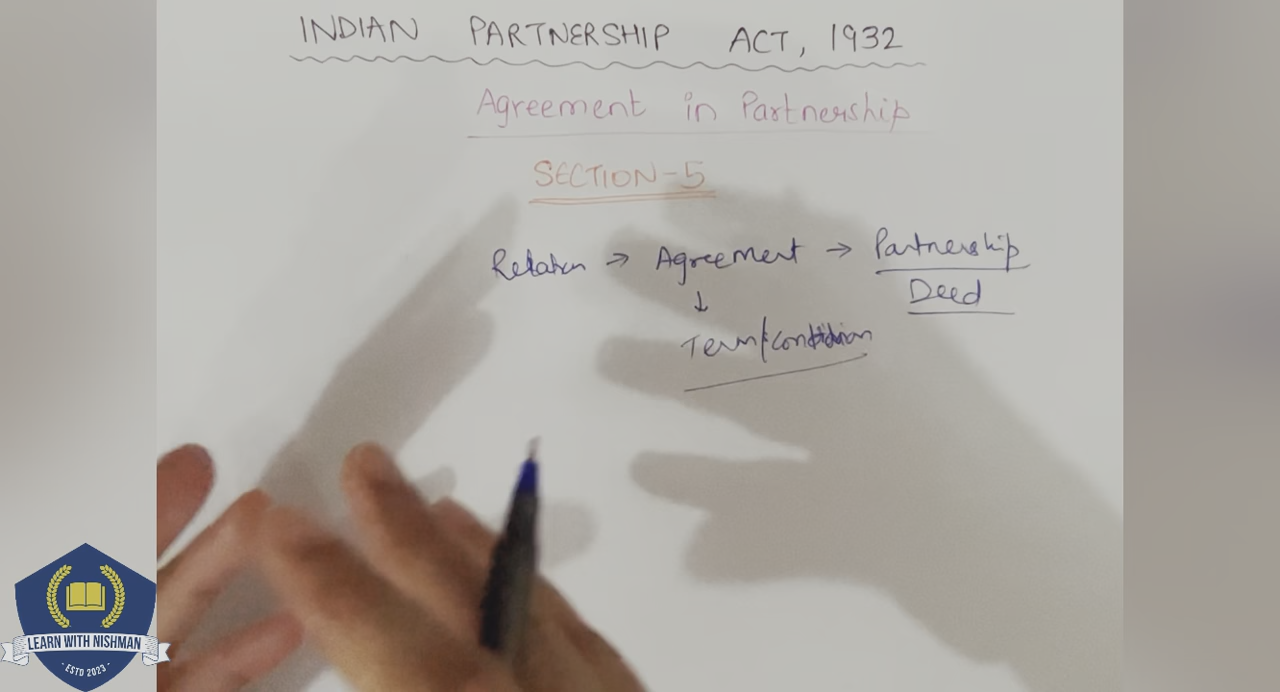 INDIAN PARTNERSHIP ACT, 1932
Agreement in Partnership
SECTION-5
Relation → Agreement → Partnership
Deed
↓
Term/condition
LEARN WITH NISHMAN
· ESTD 2023 ·